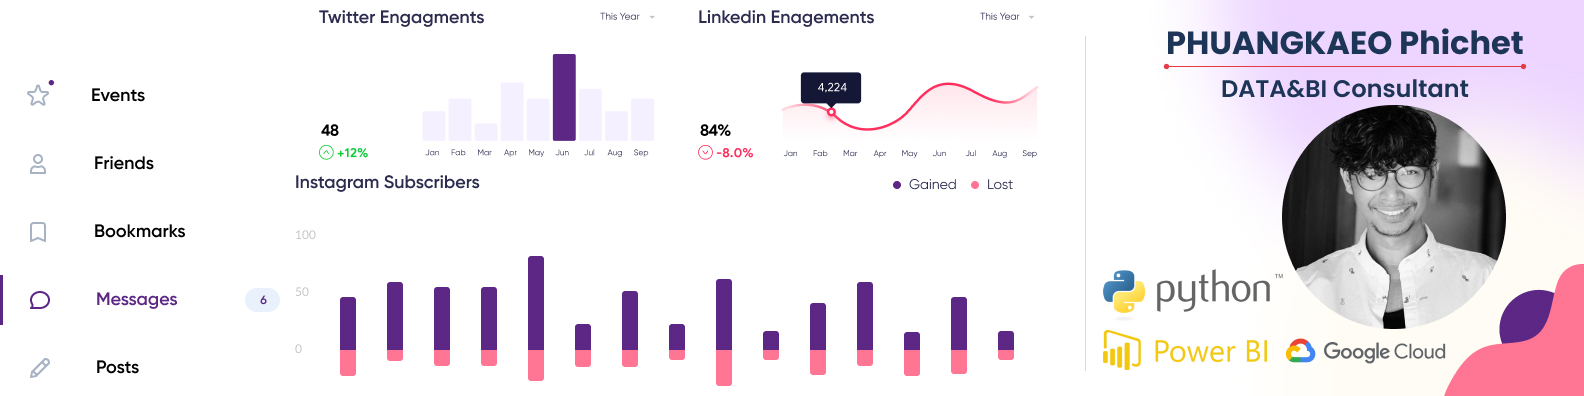 Events
Friends
Bookmarks
Messages 6
Posts
Twitter Engagments This Year
48
+12%
Jan Fab Mar Apr May Jun Jul Aug Sep
Linkedin Enagements This Year
4,224
84%
-8.0%
Jan Fab Mar Apr May Jun Jul Aug Sep
Instagram Subscribers Gained Lost
100
50
0
PHUANGKAEO Phichet
DATA&BI Consultant
python™
Power BI
Google Cloud